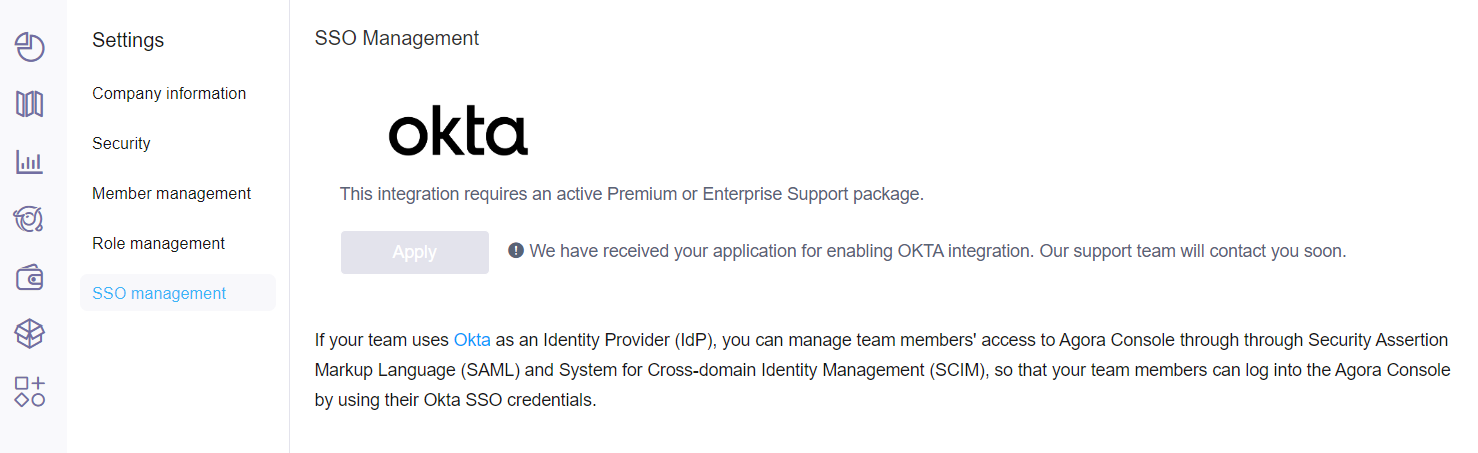 Settings
Company information
Security
Member management
Role management
SSO management
SSO Management
okta
This integration requires an active Premium or Enterprise Support package.
Apply
We have received your application for enabling OKTA integration. Our support team will contact you soon.
If your team uses Okta as an Identity Provider (IdP), you can manage team members' access to Agora Console through through Security Assertion
Markup Language (SAML) and System for Cross-domain Identity Management (SCIM), so that your team members can log into the Agora Console
by using their Okta SSO credentials.